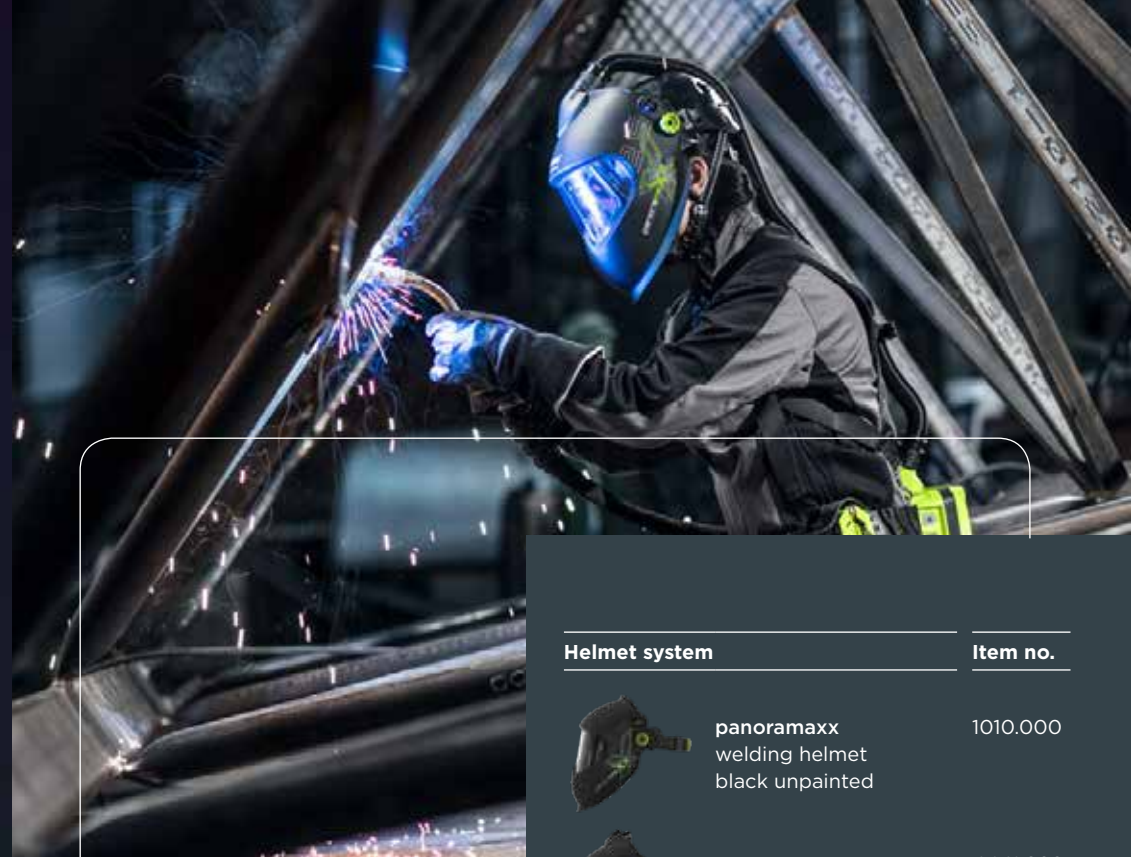 Helmet system
Item no.
panoramaxx
1010.000
welding helmet
black unpainted